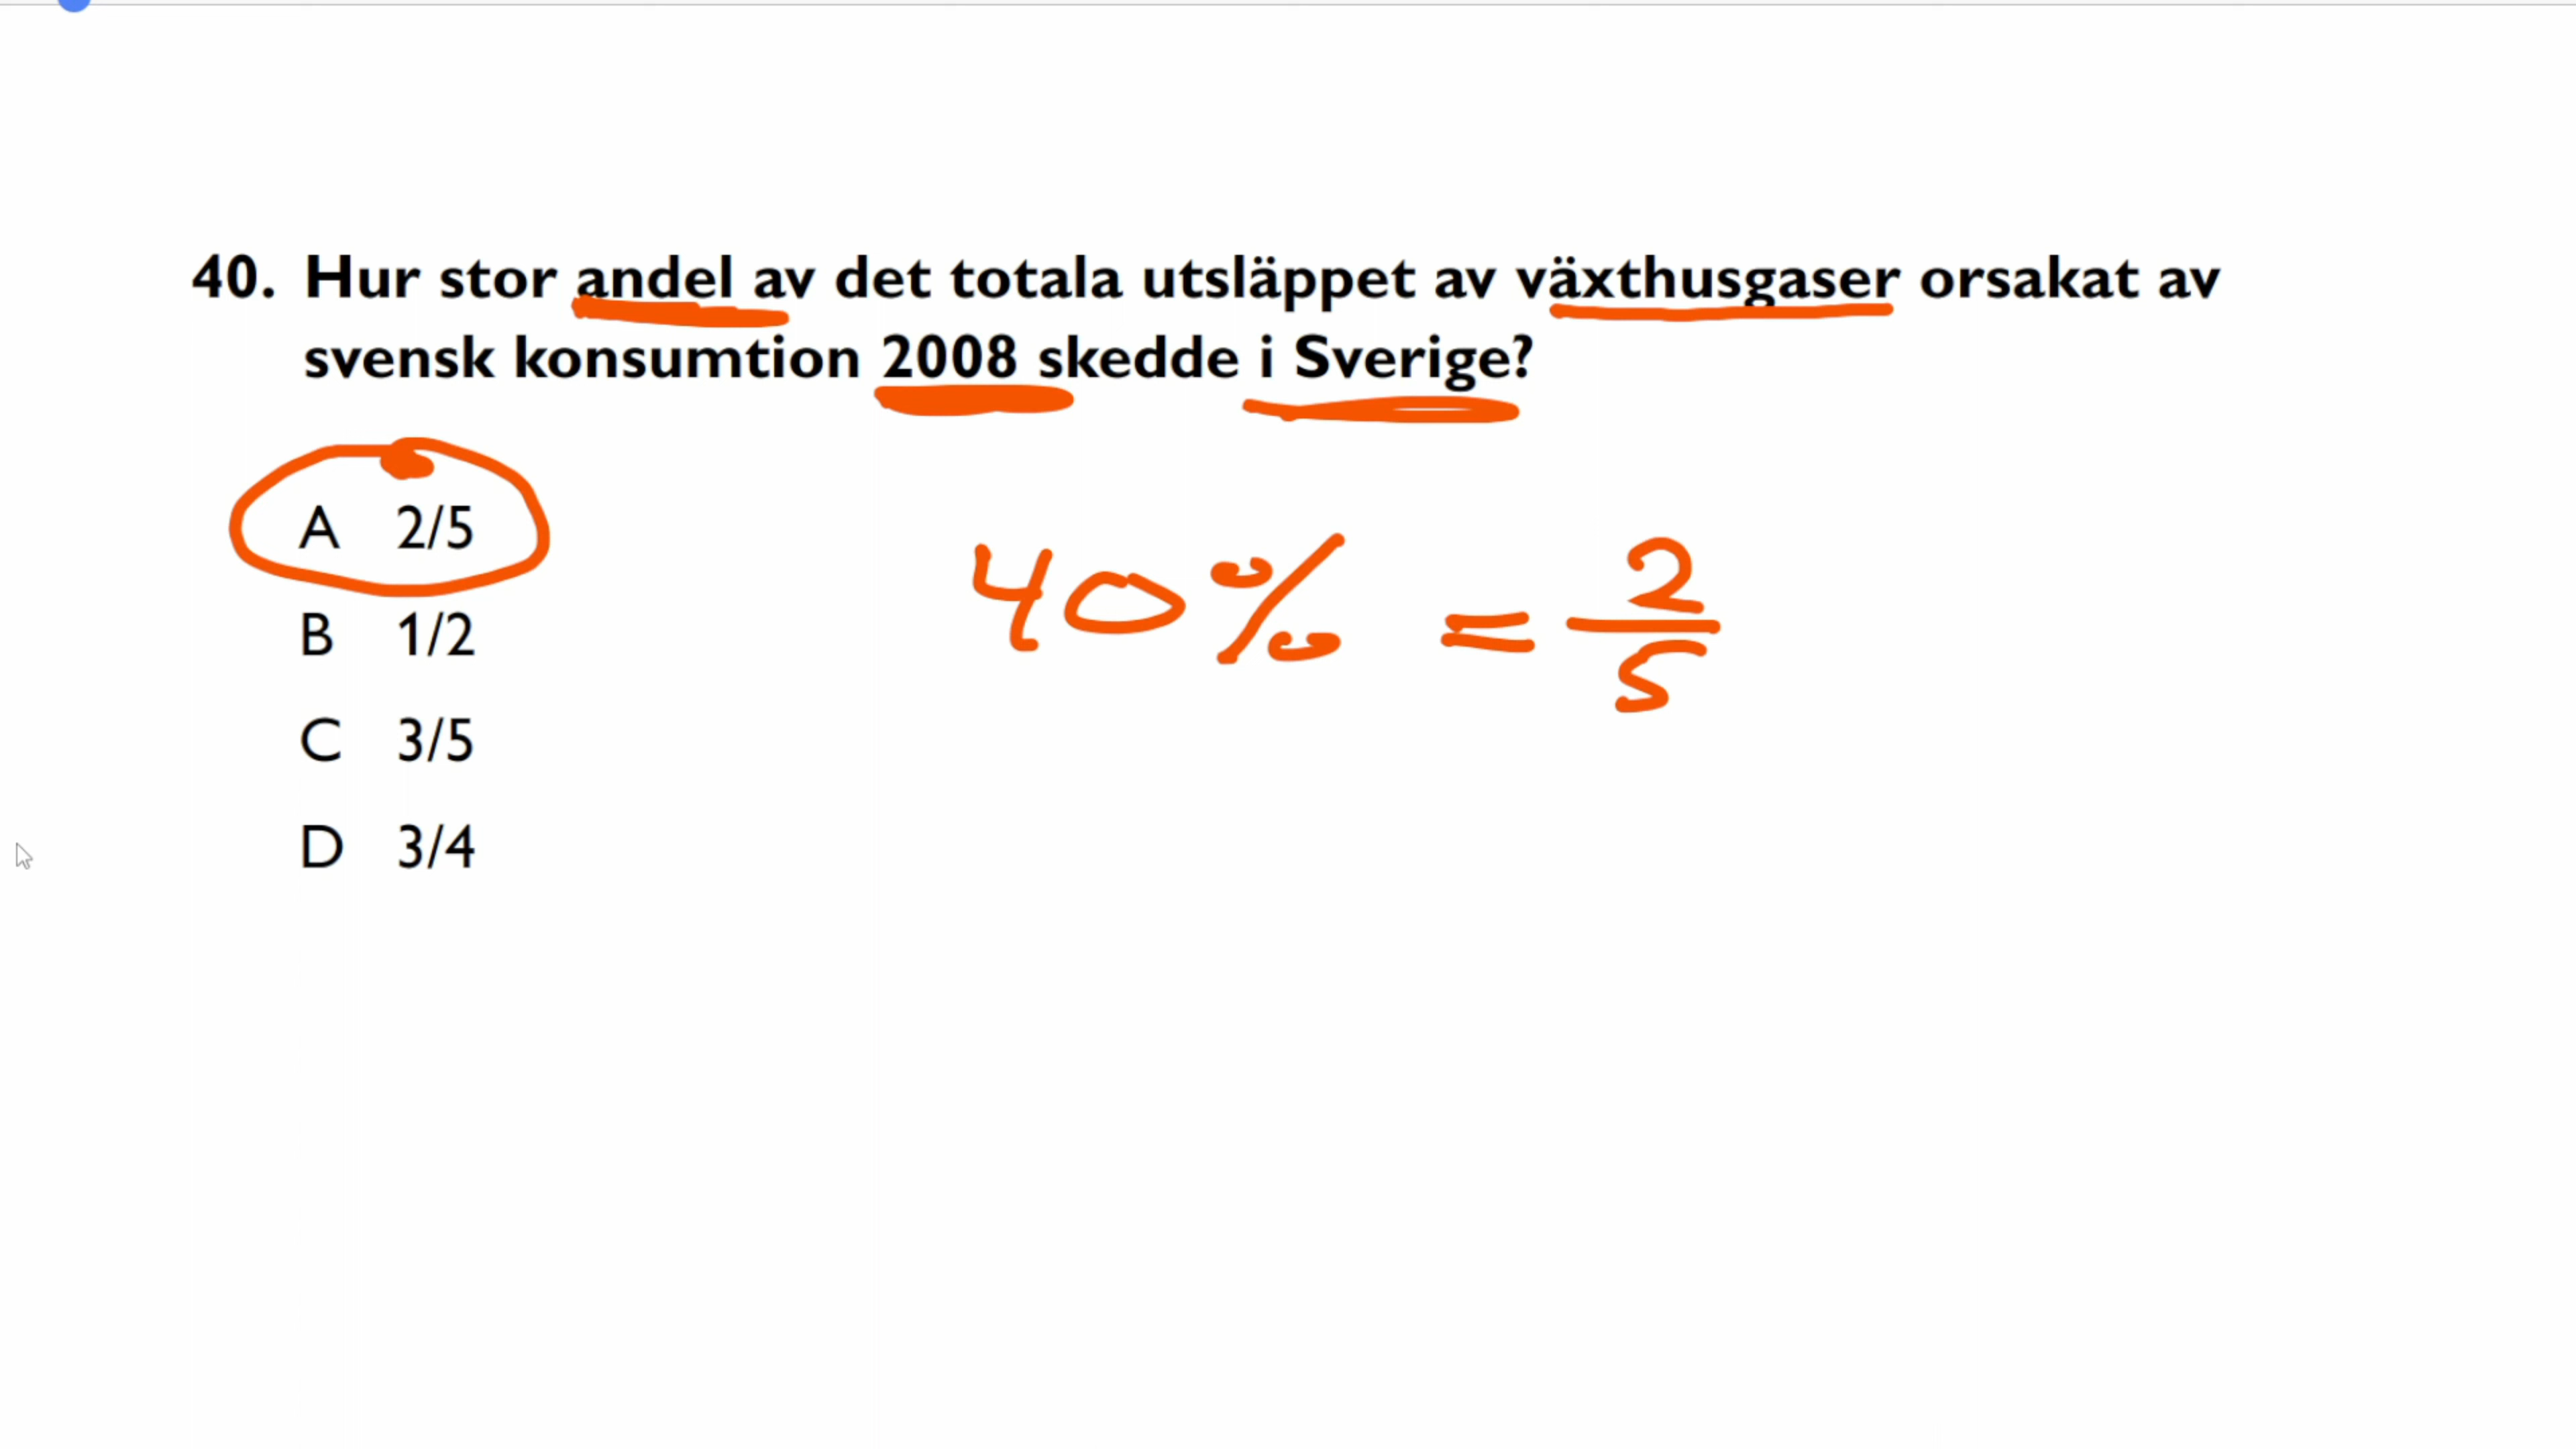 40. Hur stor andel av det totala utsläppet av växthusgaser orsakat av
svensk konsumtion 2008 skedde i Sverige?
A 2/5
B 1/2
C 3/5
D 3/4
40% = 2/5